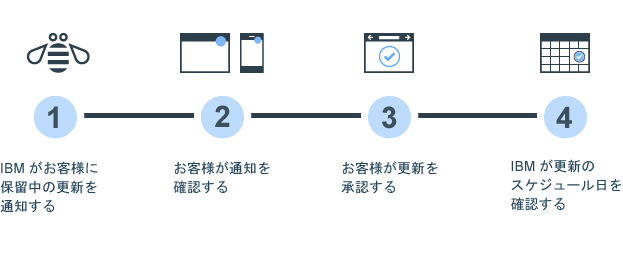 1
2
3
4
IBM がお客様に
保留中の更新を
通知する
お客様が通知を
確認する
お客様が更新を
承認する
IBM が更新の
スケジュール日を
確認する